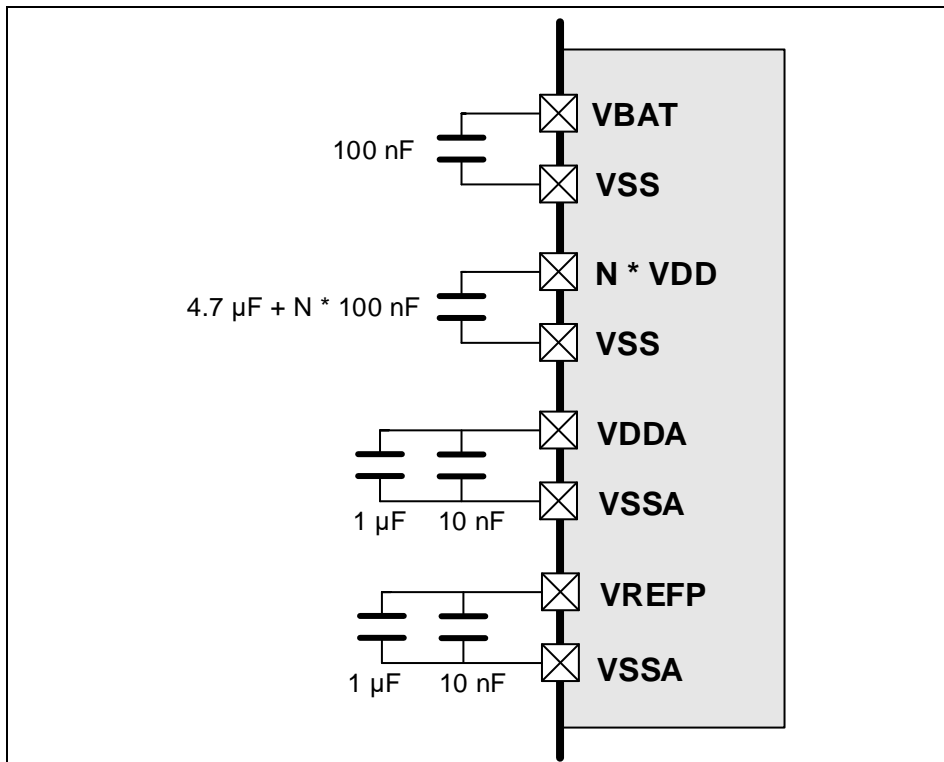 VBAT
100 nF
VSS
N * VDD
4.7 µF + N * 100 nF
VSS
VDDA
VSSA
1 µF 10 nF
VREFP
VSSA
1 µF 10 nF